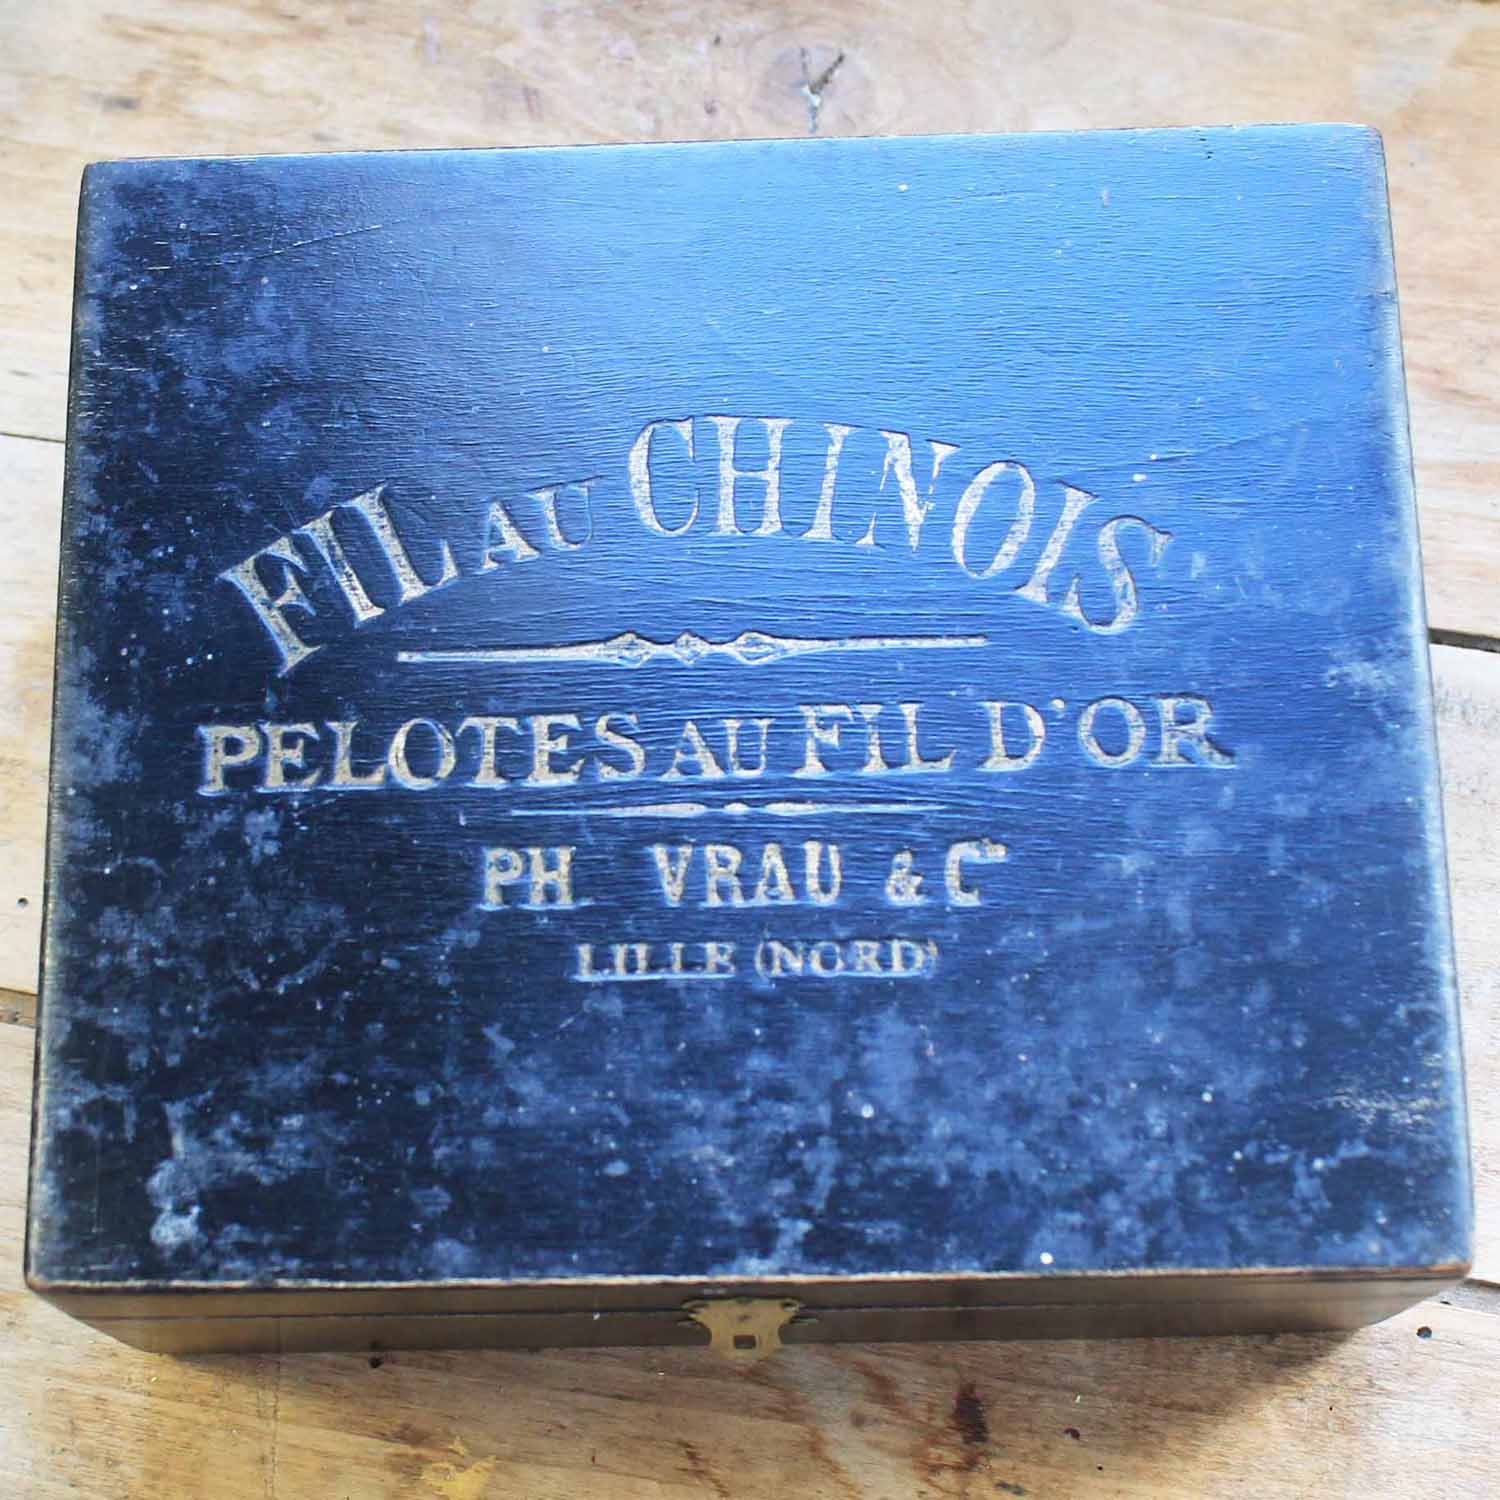 FIL AU CHINOIS
PELOTES AU FIL D'OR
PH VRAU & Cie
LILLE (NORD)